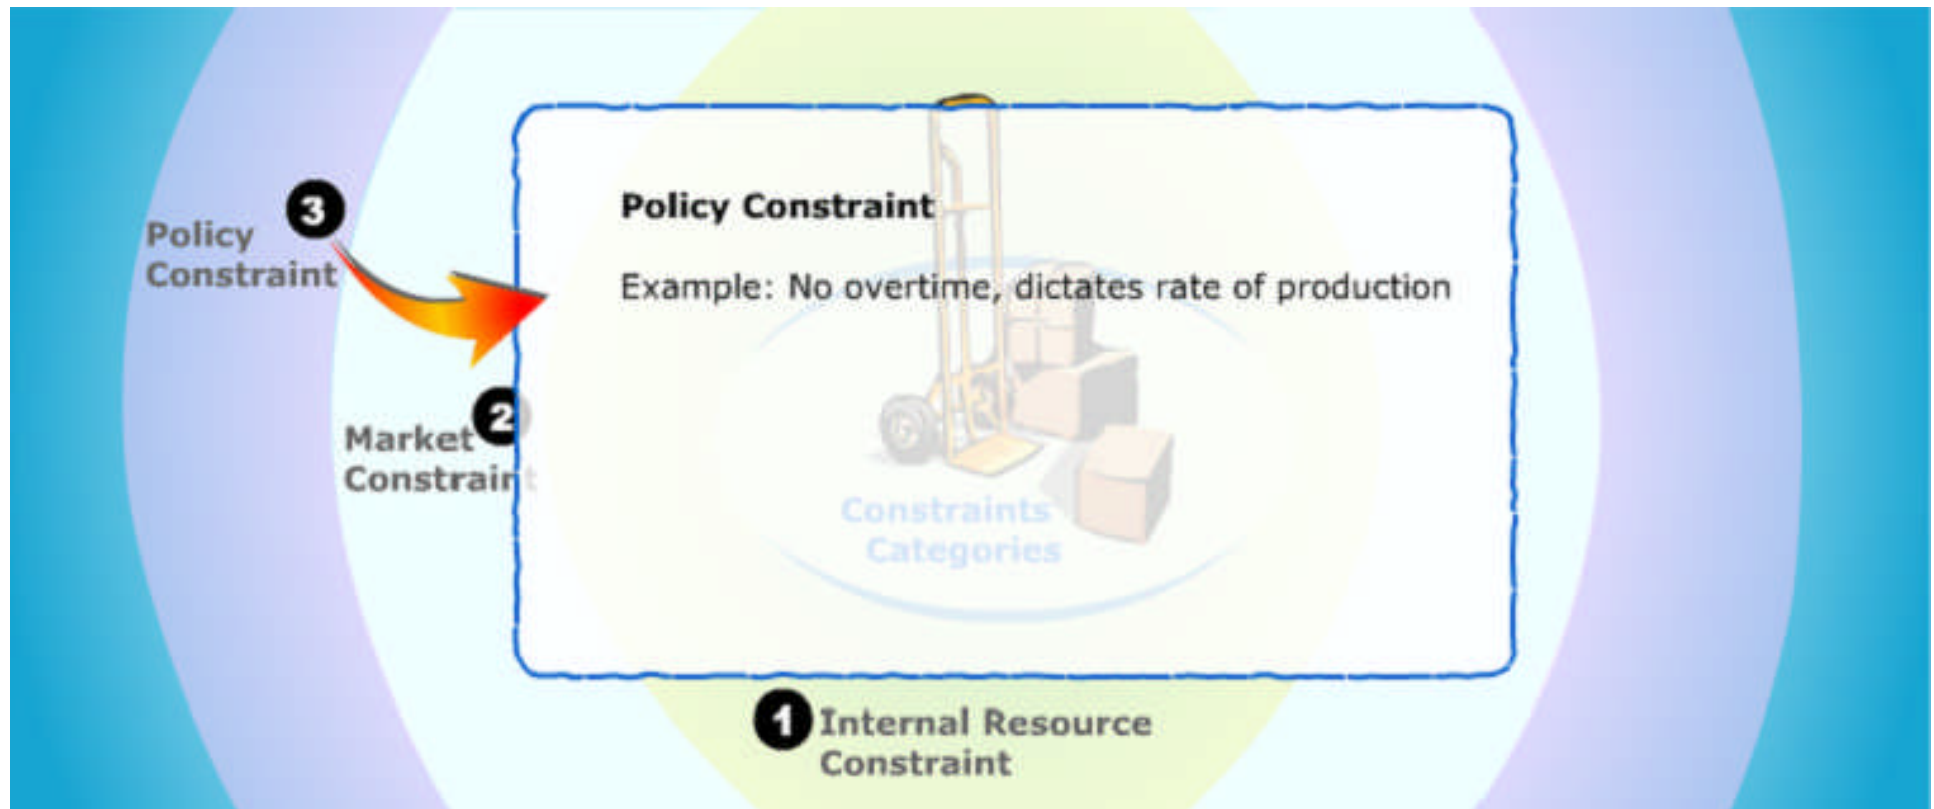 3
Policy
Constraint
Policy Constraint
Example: No overtime, dictates rate of production
2
Market
Constraint
Constraints
Categories
1
Internal Resource
Constraint